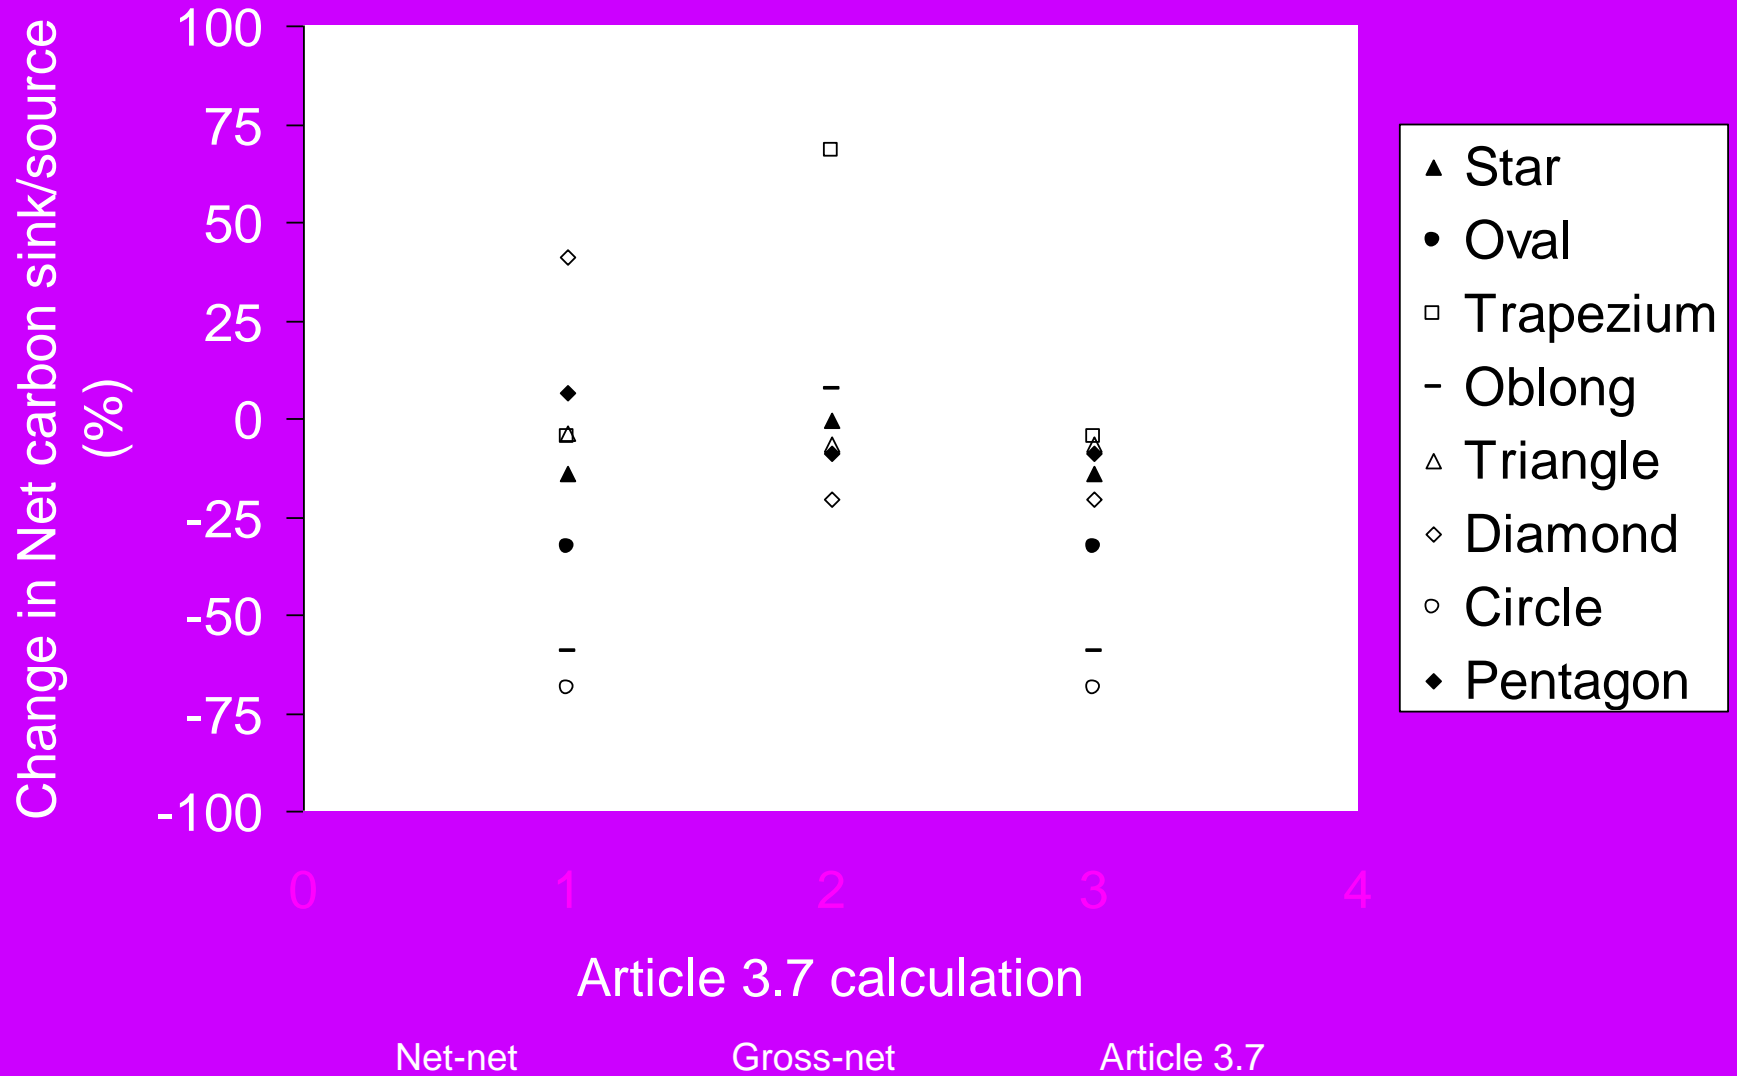 Change in Net carbon sink/source
(%)
100
75
50
25
0
-25
-50
-75
-100
0 1 2 3 4
Article 3.7 calculation
Net-net Gross-net Article 3.7
Star
Oval
Trapezium
Oblong
Triangle
Diamond
Circle
Pentagon